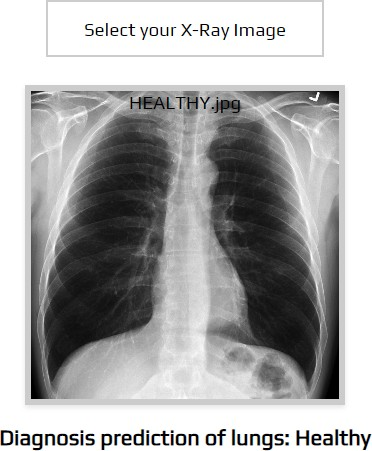 Select your X-Ray Image
HEALTHY.jpg
Diagnosis prediction of lungs: Healthy